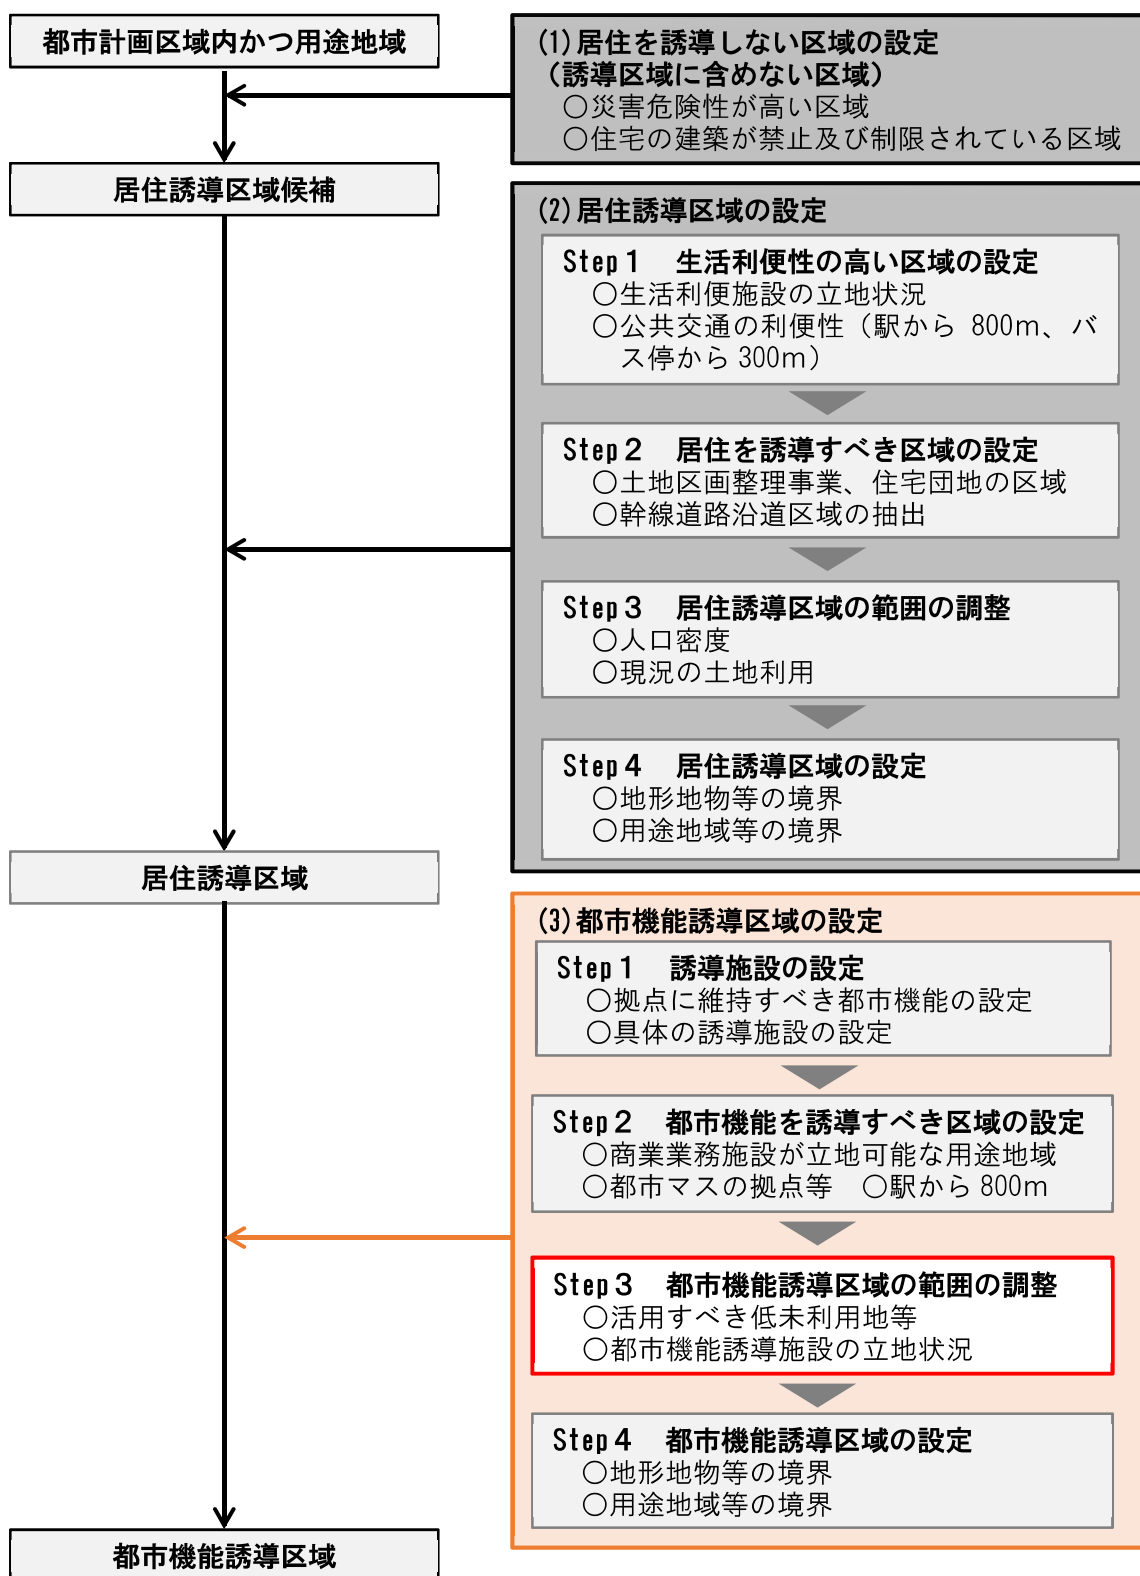 都市計画区域内かつ用途地域
(1)居住を誘導しない区域の設定
（誘導区域に含めない区域）
○災害危険性が高い区域
○住宅の建築が禁止及び制限されている区域
居住誘導区域候補
(2)居住誘導区域の設定
Step１　生活利便性の高い区域の設定
○生活利便施設の立地状況
○公共交通の利便性（駅から 800m、バ
ス停から 300m）
Step２　居住を誘導すべき区域の設定
○土地区画整理事業、住宅団地の区域
○幹線道路沿道区域の抽出
Step３　居住誘導区域の範囲の調整
○人口密度
○現況の土地利用
Step４　居住誘導区域の設定
○地形地物等の境界
○用途地域等の境界
居住誘導区域
(3)都市機能誘導区域の設定
Step１　誘導施設の設定
○拠点に維持すべき都市機能の設定
○具体の誘導施設の設定
Step２　都市機能を誘導すべき区域の設定
○商業業務施設が立地可能な用途地域
○都市マスの拠点等　○駅から 800m
Step３　都市機能誘導区域の範囲の調整
○活用すべき低未利用地等
○都市機能誘導施設の立地状況
Step４　都市機能誘導区域の設定
○地形地物等の境界
○用途地域等の境界
都市機能誘導区域